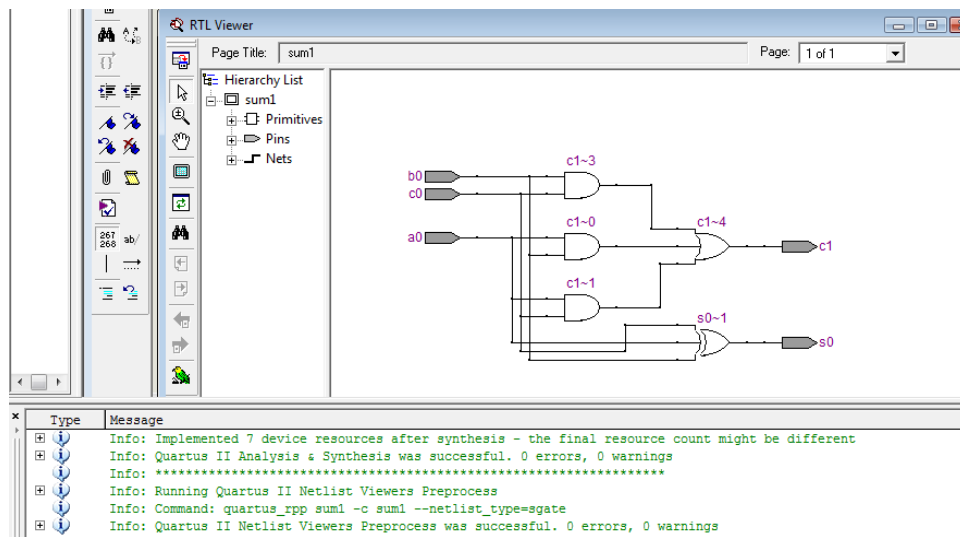 RTL Viewer
Page Title: sum1
Page: 1 of 1
Hierarchy List
sum1
Primitives
Pins
Nets
267
268
ab/
c1~3
b0
c0
c1~0
c1~4
a0
c1
c1~1
s0~1
s0
Type Message
Info: Implemented 7 device resources after synthesis - the final resource count might be different
Info: Quartus II Analysis & Synthesis was successful. 0 errors, 0 warnings
Info: *******************************************************************
Info: Running Quartus II Netlist Viewers Preprocess
Info: Command: quartus_rpp sum1 -c sum1 --netlist_type=sgate
Info: Quartus II Netlist Viewers Preprocess was successful. 0 errors, 0 warnings